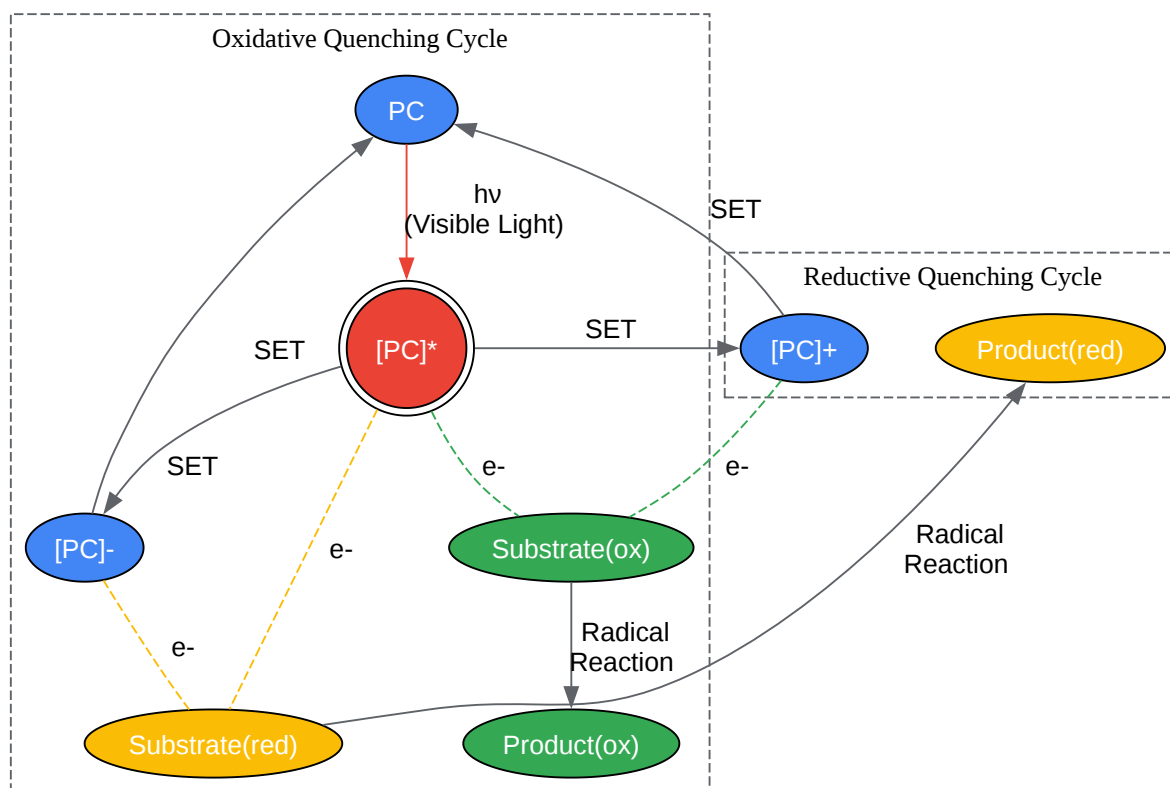 Oxidative Quenching Cycle
PC
hν
(Visible Light)
SET
Reductive Quenching Cycle
[PC]*
SET
SET
[PC]+
Product(red)
SET
e-
e-
[PC]-
e-
Substrate(ox)
Radical
Reaction
e-
Radical
Reaction
Substrate(red)
Product(ox)